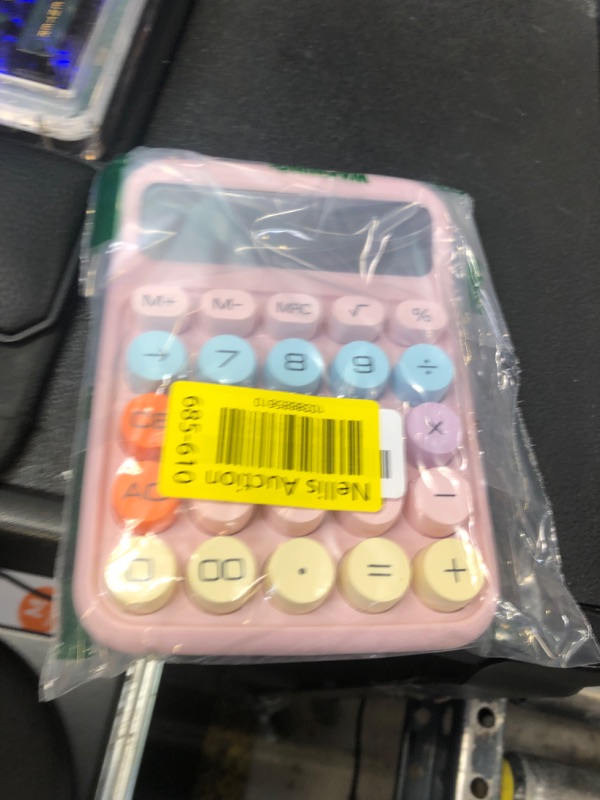 M+ M- MRC √ %
→ 7 8 9 ÷
CE ×
AC −
0 00 · = +
Nellis Auction
685-610